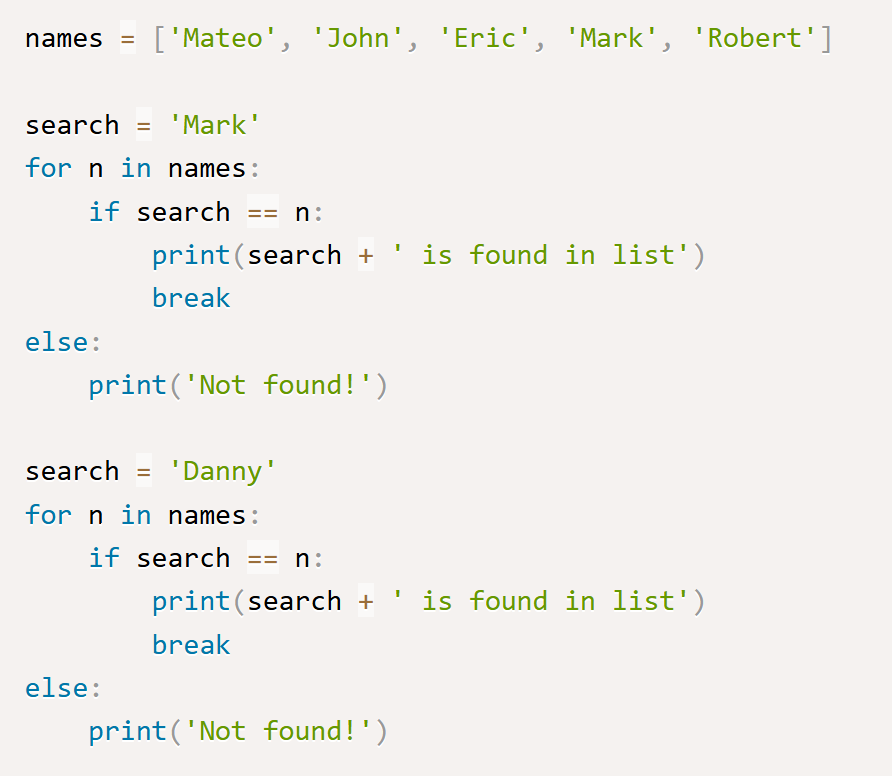 names = ['Mateo', 'John', 'Eric', 'Mark', 'Robert']

search = 'Mark'
for n in names:
    if search == n:
        print(search + ' is found in list')
        break
else:
    print('Not found!')

search = 'Danny'
for n in names:
    if search == n:
        print(search + ' is found in list')
        break
else:
    print('Not found!')